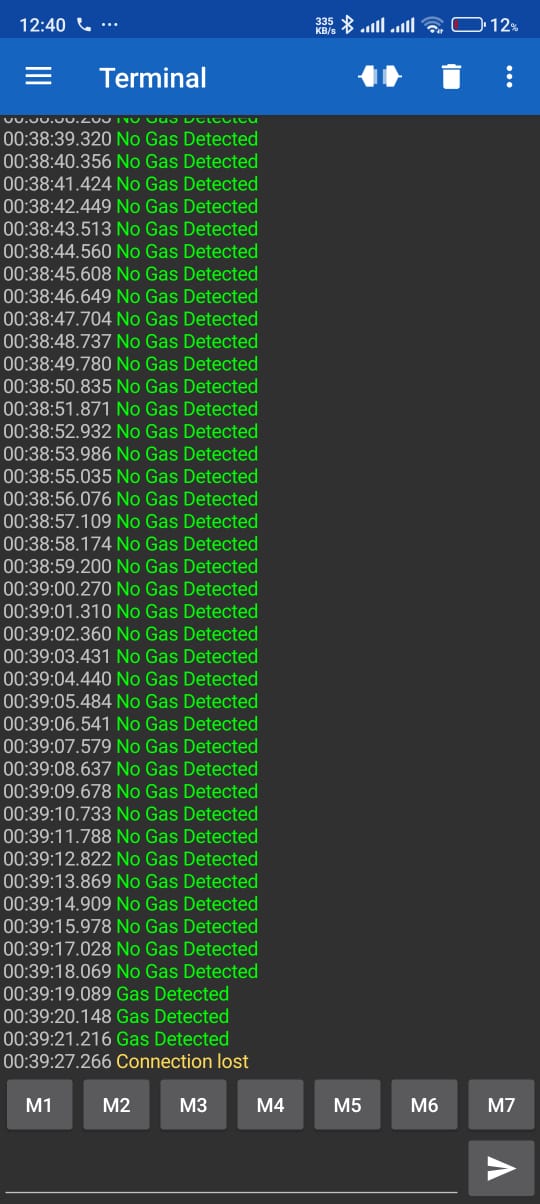 12:40
335
KB/s
12%
Terminal
No Gas Detected
00:38:39.320 No Gas Detected
00:38:40.356 No Gas Detected
00:38:41.424 No Gas Detected
00:38:42.449 No Gas Detected
00:38:43.513 No Gas Detected
00:38:44.560 No Gas Detected
00:38:45.608 No Gas Detected
00:38:46.649 No Gas Detected
00:38:47.704 No Gas Detected
00:38:48.737 No Gas Detected
00:38:49.780 No Gas Detected
00:38:50.835 No Gas Detected
00:38:51.871 No Gas Detected
00:38:52.932 No Gas Detected
00:38:53.986 No Gas Detected
00:38:55.035 No Gas Detected
00:38:56.076 No Gas Detected
00:38:57.109 No Gas Detected
00:38:58.174 No Gas Detected
00:38:59.200 No Gas Detected
00:39:00.270 No Gas Detected
00:39:01.310 No Gas Detected
00:39:02.360 No Gas Detected
00:39:03.431 No Gas Detected
00:39:04.440 No Gas Detected
00:39:05.484 No Gas Detected
00:39:06.541 No Gas Detected
00:39:07.579 No Gas Detected
00:39:08.637 No Gas Detected
00:39:09.678 No Gas Detected
00:39:10.733 No Gas Detected
00:39:11.788 No Gas Detected
00:39:12.822 No Gas Detected
00:39:13.869 No Gas Detected
00:39:14.909 No Gas Detected
00:39:15.978 No Gas Detected
00:39:17.028 No Gas Detected
00:39:18.069 No Gas Detected
00:39:19.089 Gas Detected
00:39:20.148 Gas Detected
00:39:21.216 Gas Detected
00:39:27.266 Connection lost
M1 M2 M3 M4 M5 M6 M7